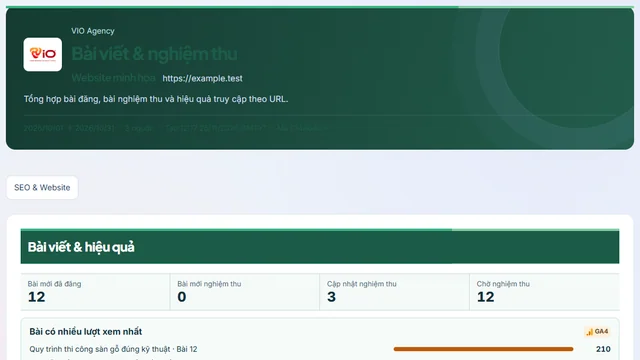 VIO Agency
ViO
Bài viết & nghiệm thu
Website minh họa https://example.test
Tổng hợp bài đăng, bài nghiệm thu và hiệu quả truy cập theo URL.
SEO & Website
Bài viết & hiệu quả
Bài mới đã đăng
12
Bài mới nghiệm thu
0
Cập nhật nghiệm thu
3
Chờ nghiệm thu
12
Bài có nhiều lượt xem nhất
GA4
Quy trình thi công sàn gỗ đúng kỹ thuật · Bài 12
210